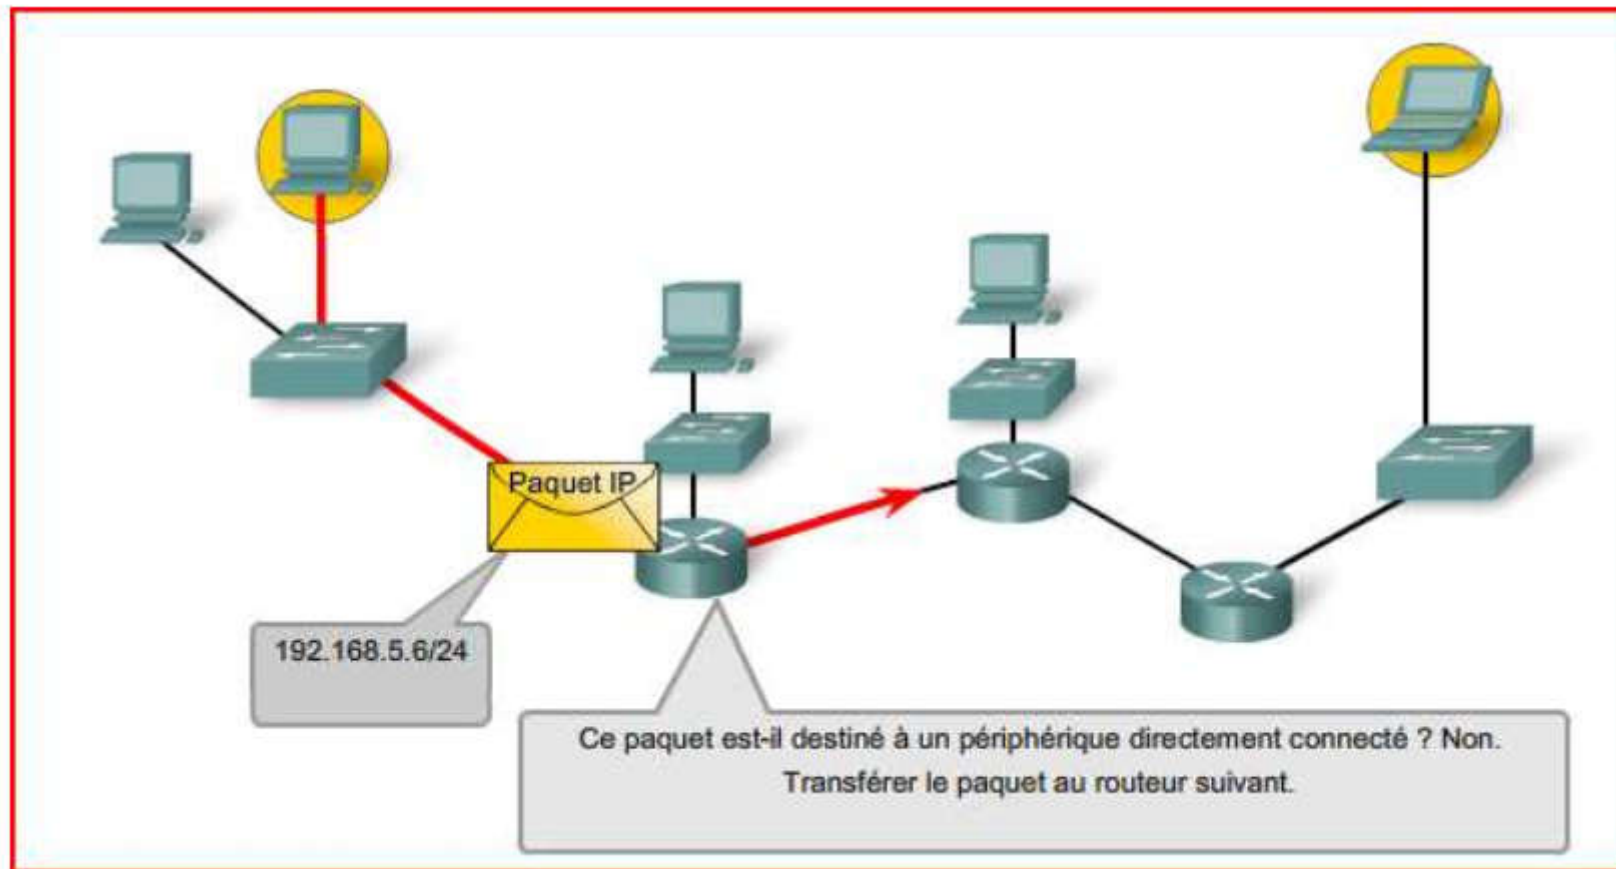 Paquet IP
192.168.5.6/24
Ce paquet est-il destiné à un périphérique directement connecté ? Non.
Transférer le paquet au routeur suivant.